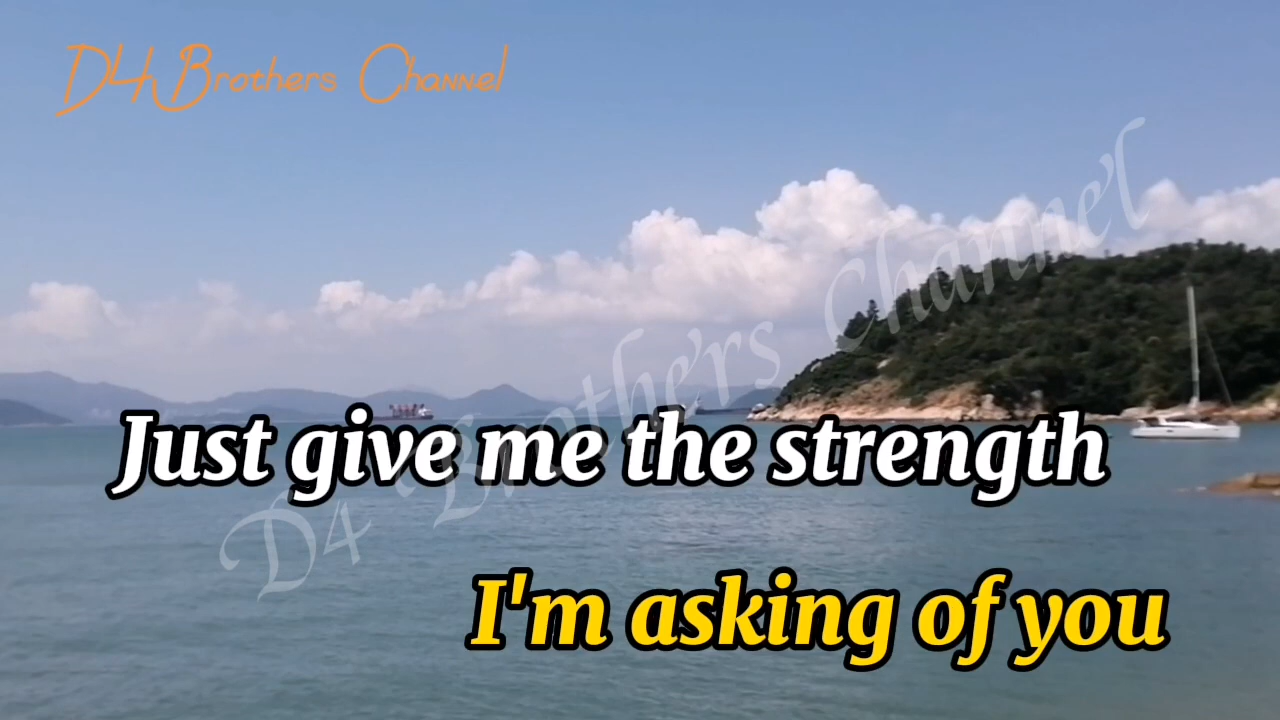 D4 Brothers Channel
D4 Brothers Channel
Just give me the strength
I'm asking of you